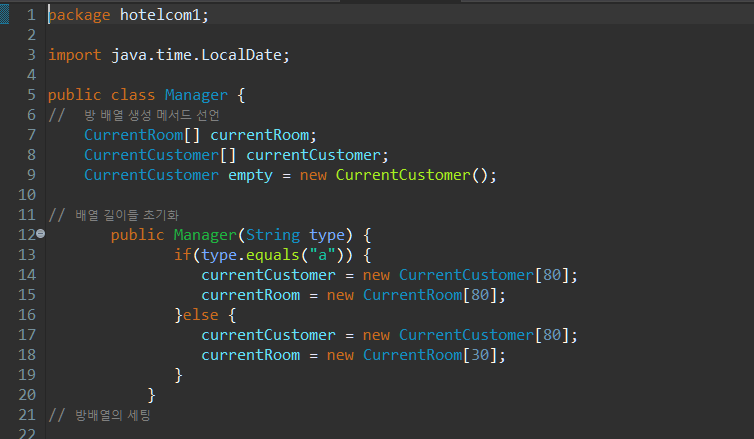 1 package hotelcom1;
2
3 import java.time.LocalDate;
4
5 public class Manager {
6 //  방 배열 생성 메서드 선언
7     CurrentRoom[] currentRoom;
8     CurrentCustomer[] currentCustomer;
9     CurrentCustomer empty = new CurrentCustomer();
10
11 // 배열 길이들 초기화
12        public Manager(String type) {
13               if(type.equals("a")) {
14                  currentCustomer = new CurrentCustomer[80];
15                  currentRoom = new CurrentRoom[80];
16               }else {
17                  currentCustomer = new CurrentCustomer[80];
18                  currentRoom = new CurrentRoom[30];
19               }
20            }
21 // 방배열의 세팅
22